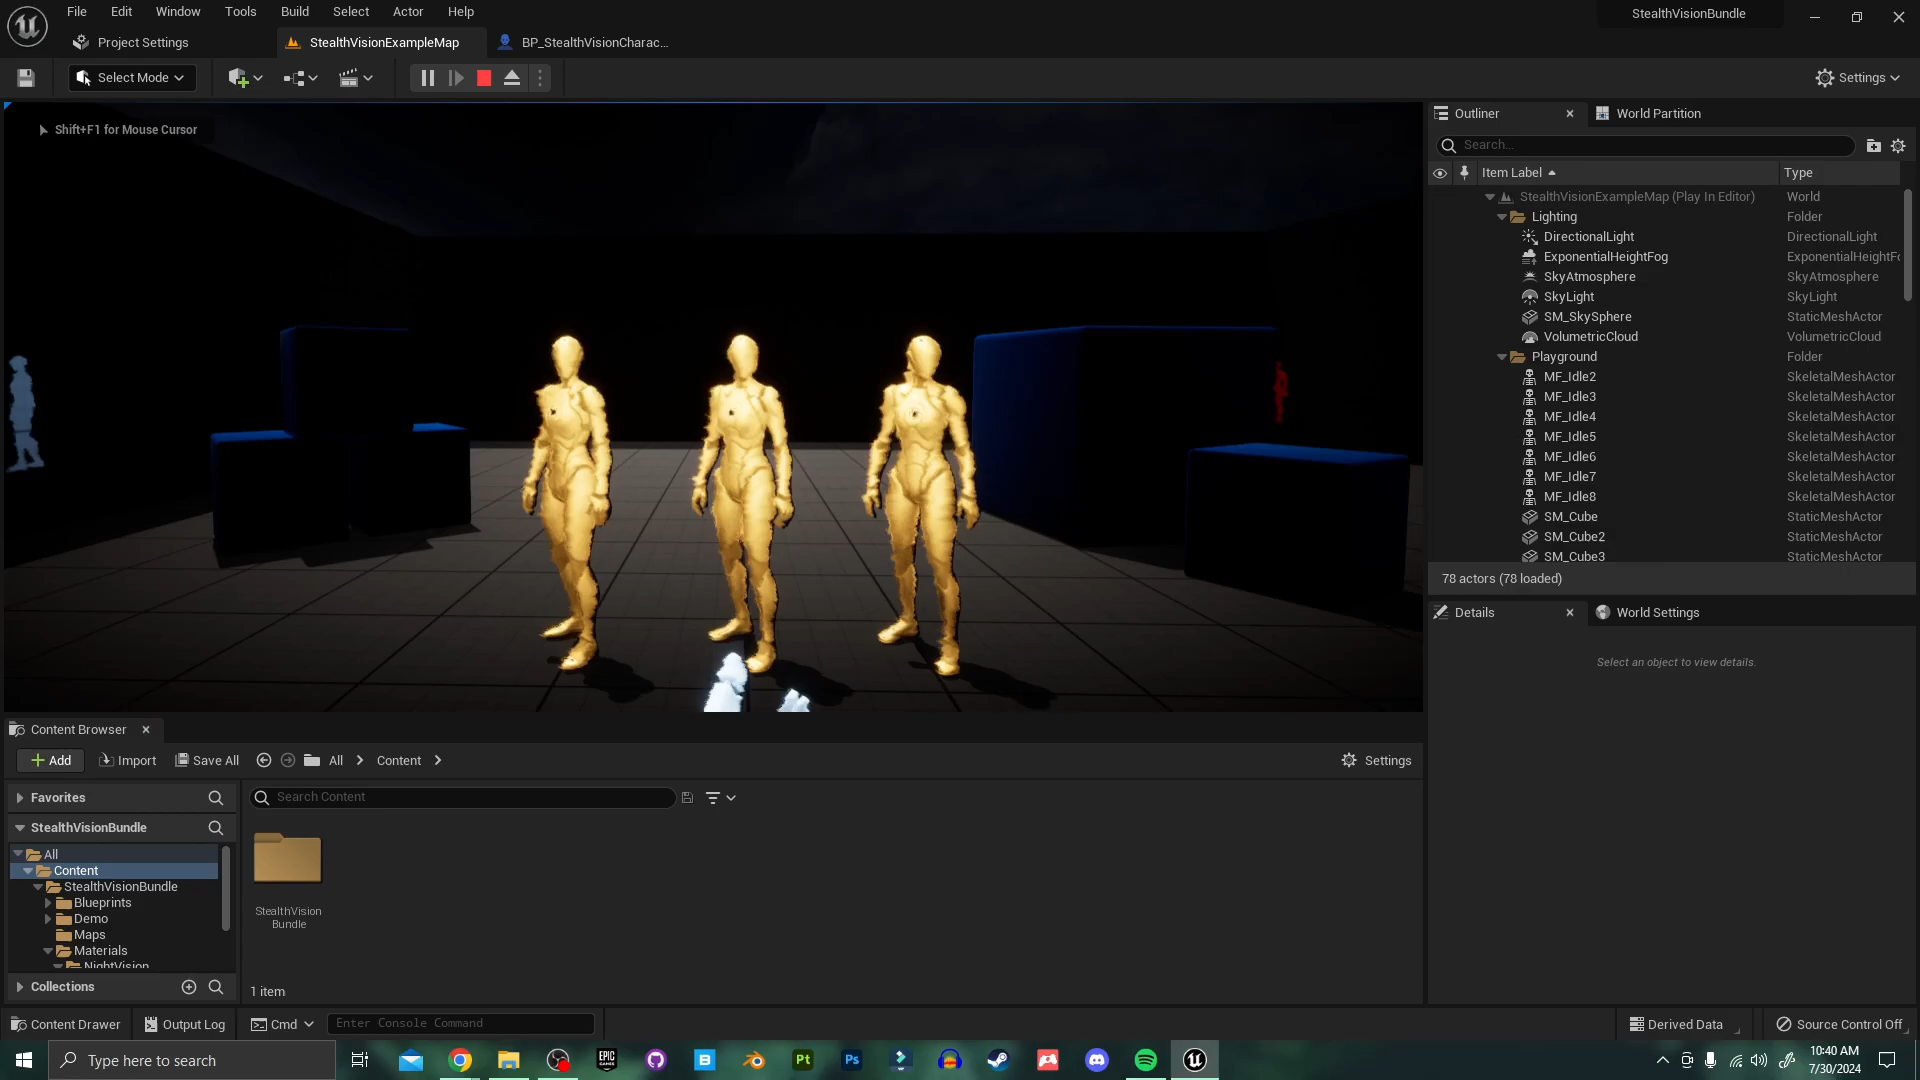 File Edit Window Tools Build Select Actor Help
StealthVisionBundle
Project Settings
StealthVisionExampleMap
BP_StealthVisionCharac...
Select Mode
Settings
Shift+F1 for Mouse Cursor
Outliner
World Partition
Search...
Item Label Type
StealthVisionExampleMap (Play In Editor) World
Lighting Folder
DirectionalLight DirectionalLight
ExponentialHeightFog ExponentialHeightFo
SkyAtmosphere SkyAtmosphere
SkyLight SkyLight
SM_SkySphere StaticMeshActor
VolumetricCloud VolumetricCloud
Playground Folder
MF_Idle2 SkeletalMeshActor
MF_Idle3 SkeletalMeshActor
MF_Idle4 SkeletalMeshActor
MF_Idle5 SkeletalMeshActor
MF_Idle6 SkeletalMeshActor
MF_Idle7 SkeletalMeshActor
MF_Idle8 SkeletalMeshActor
SM_Cube StaticMeshActor
SM_Cube2 StaticMeshActor
SM_Cube3 StaticMeshActor
78 actors (78 loaded)
Details
World Settings
Select an object to view details.
Content Browser
Add Import Save All All Content Settings
Favorites
Search Content
StealthVisionBundle
All
Content
StealthVisionBundle
Blueprints
Demo
Maps
Materials
NightVision
StealthVision
Bundle
Collections
1 item
Content Drawer Output Log Cmd Enter Console Command Derived Data Source Control Off
Type here to search
EPIC
GAMES
Pt
Ps
10:40 AM
7/30/2024